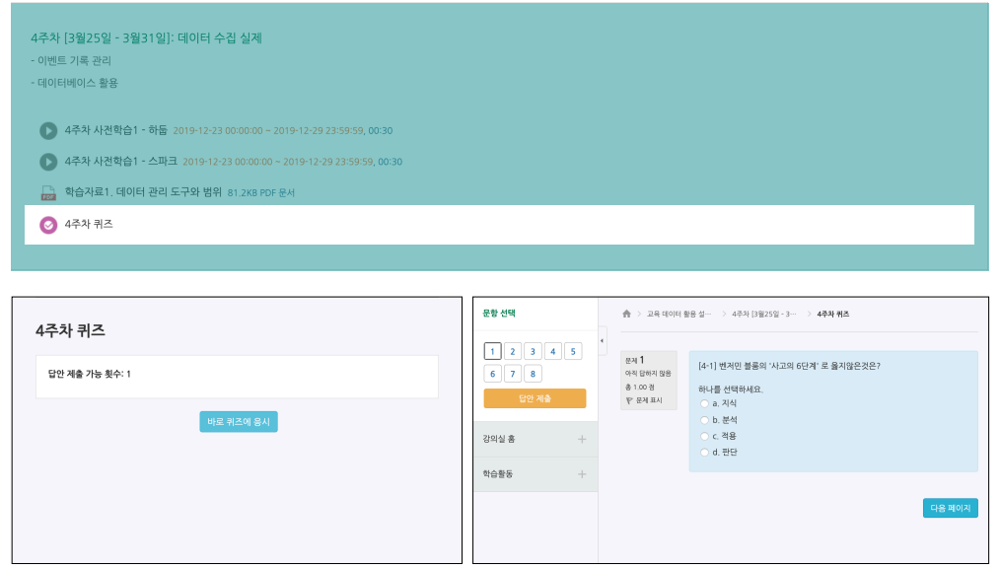 4주차 [3월25일 - 3월31일]: 데이터 수집 실제
- 이벤트 기록 관리
- 데이터베이스 활용
4주차 사전학습1 - 하둡 2019-12-23 00:00:00 ~ 2019-12-29 23:59:59, 00:30
4주차 사전학습1 - 스파크 2019-12-23 00:00:00 ~ 2019-12-29 23:59:59, 00:30
PDF 학습자료1. 데이터 관리 도구와 범위 81.2KB PDF 문서
4주차 퀴즈
4주차 퀴즈
답안 제출 가능 횟수: 1
바로 퀴즈에 응시
문항 선택
1 2 3 4 5
6 7 8
답안 제출
강의실 홈
학습활동
교육 데이터 활용 설··· 4주차 [3월25일 - 3··· 4주차 퀴즈
문제 1
아직 답하지 않음
총 1.00 점
문제 표시
[4-1] 벤저민 블룸의 '사고의 6단계' 로 옳지않은것은?
하나를 선택하세요.
a. 지식
b. 분석
c. 적용
d. 판단
다음 페이지